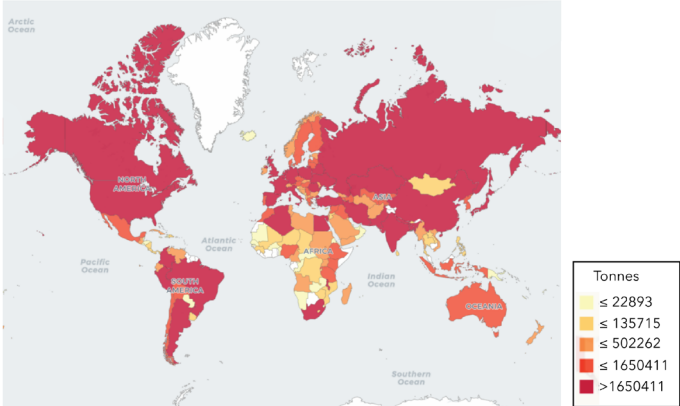 Arctic
Ocean
NORTH
AMERICA
Atlantic
Ocean
ASIA
AFRICA
Pacific
Ocean
SOUTH
AMERICA
Indian
Ocean
OCEANIA
Southern
Ocean
Tonnes
≤ 22893
≤ 135715
≤ 502262
≤ 1650411
>1650411